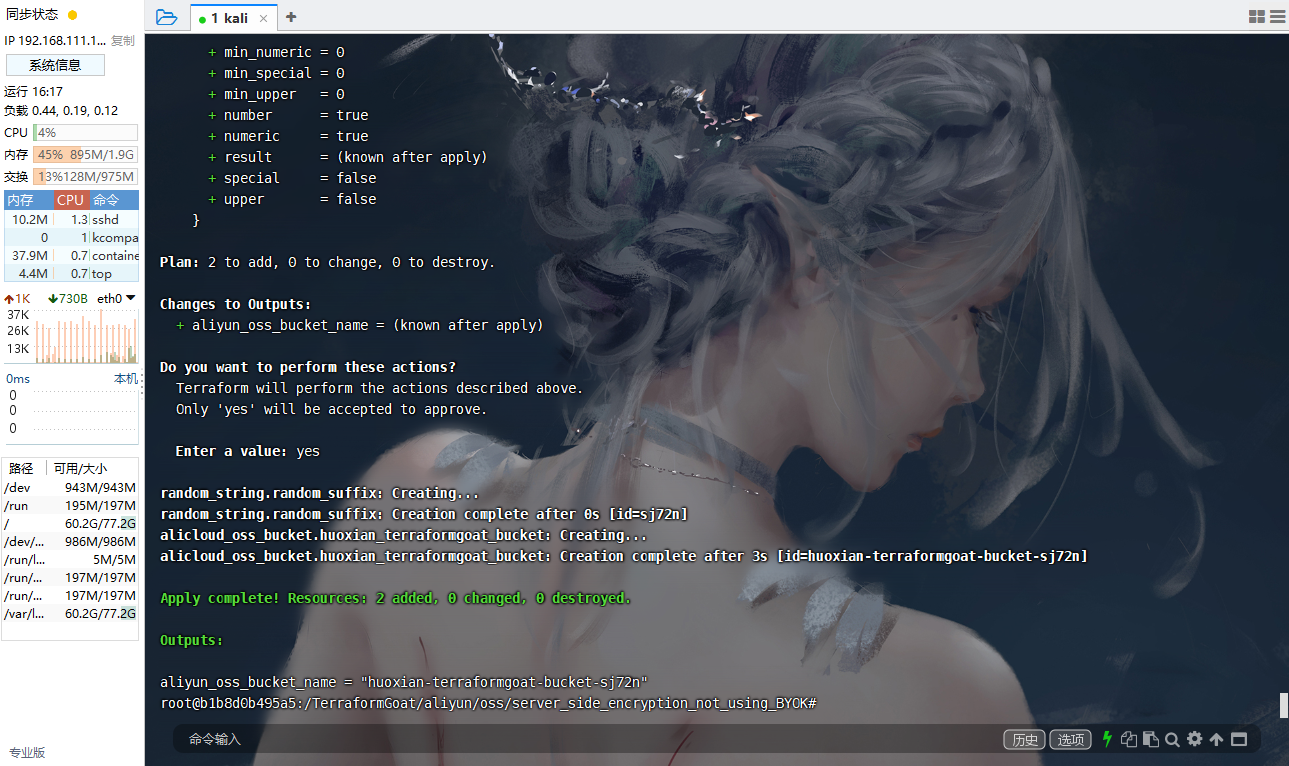 同步状态
IP 192.168.111.1... 复制
系统信息
运行 16:17
负载 0.44, 0.19, 0.12
CPU 4%
内存 45% 895M/1.9G
交换 13% 128M/975M
内存 CPU 命令
10.2M 1.3 sshd
0 1 kcompa
37.9M 0.7 containe
4.4M 0.7 top
1K 730B eth0
37K
26K
13K
0ms 本机
0
0
0
路径 可用/大小
/dev 943M/943M
/run 195M/197M
/ 60.2G/77.2G
/dev/... 986M/986M
/run/l... 5M/5M
/run/... 197M/197M
/run/... 197M/197M
/var/l... 60.2G/77.2G
专业版
1 kali
+ min_numeric = 0
+ min_special = 0
+ min_upper = 0
+ number = true
+ numeric = true
+ result = (known after apply)
+ special = false
+ upper = false
}
Plan: 2 to add, 0 to change, 0 to destroy.
Changes to Outputs:
+ aliyun_oss_bucket_name = (known after apply)
Do you want to perform these actions?
Terraform will perform the actions described above.
Only 'yes' will be accepted to approve.
Enter a value: yes
random_string.random_suffix: Creating...
random_string.random_suffix: Creation complete after 0s [id=sj72n]
alicloud_oss_bucket.huoxian_terraformgoat_bucket: Creating...
alicloud_oss_bucket.huoxian_terraformgoat_bucket: Creation complete after 3s [id=huoxian-terraformgoat-bucket-sj72n]
Apply complete! Resources: 2 added, 0 changed, 0 destroyed.
Outputs:
aliyun_oss_bucket_name = "huoxian-terraformgoat-bucket-sj72n"
root@b1b8d0b495a5:/TerraformGoat/aliyun/oss/server_side_encryption_not_using_BYOK#
命令输入
历史 选项